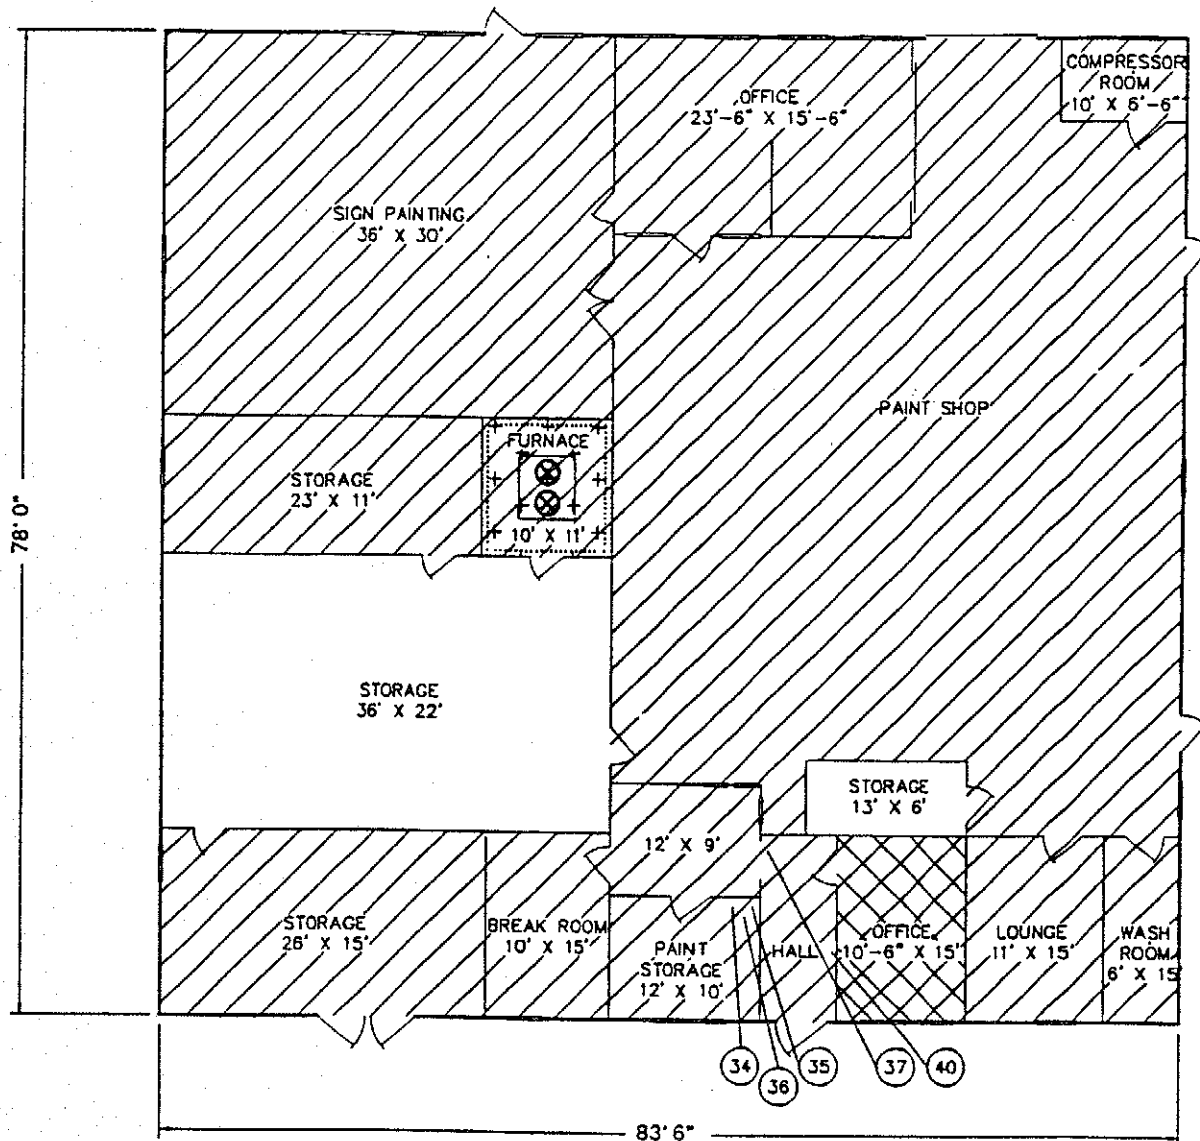 COMPRESSOR
ROOM
10' X 6'-6"
OFFICE
23'-6" X 15'-6"
SIGN PAINTING
36' X 30'
PAINT SHOP
FURNACE
10' X 11'
STORAGE
23' X 11'
78' 0"
STORAGE
36' X 22'
STORAGE
13' X 6'
12' X 9'
STORAGE
26' X 15'
BREAK ROOM
10' X 15'
PAINT
STORAGE
12' X 10'
HALL
OFFICE
10'-6" X 15'
LOUNGE
11' X 15'
WASH
ROOM
6' X 15'
34
36
35
37
40
83' 6"